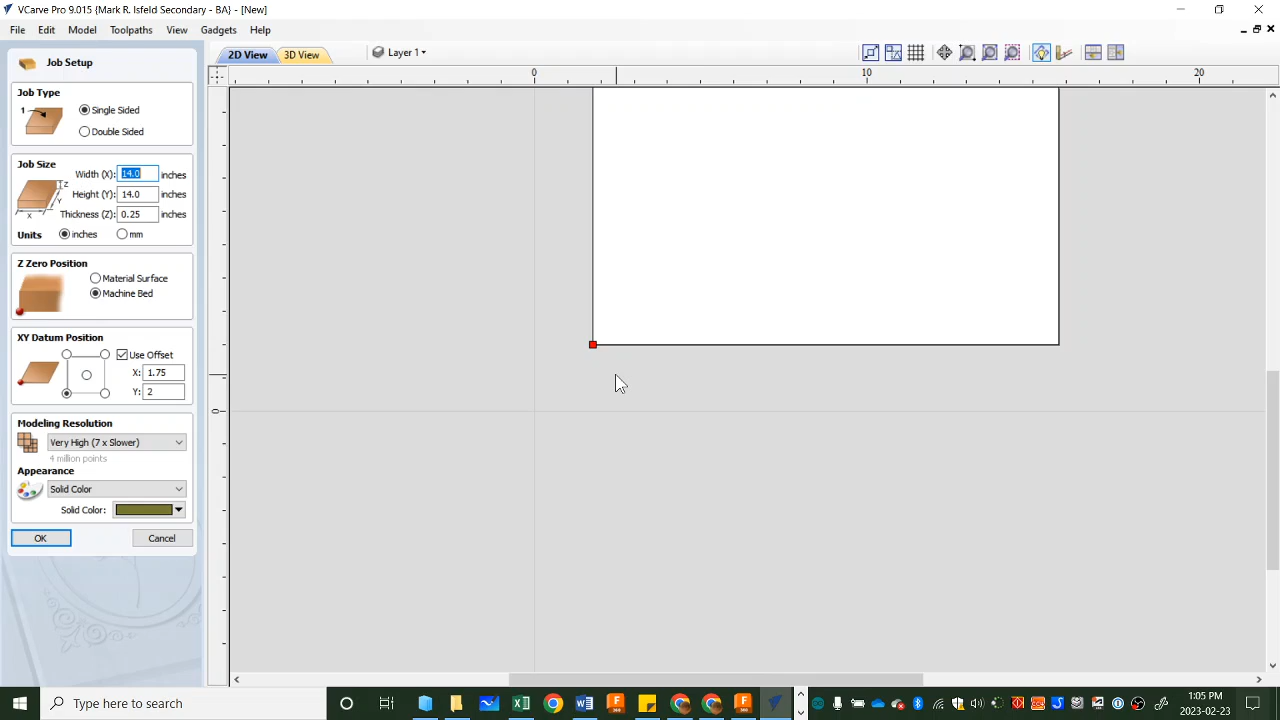 VCarve Pro 9.015 {Mark R. Isfeld Secondary - BA} - [New]
File Edit Model Toolpaths View Gadgets Help
Job Setup
2D View 3D View Layer 1
Job Type
1 Single Sided
Double Sided
0 10 20
Job Size
Width (X): 14.0 inches
Height (Y): 14.0 inches
Thickness (Z): 0.25 inches
Z
Y
X
Units inches mm
Z Zero Position
Material Surface
Machine Bed
XY Datum Position
Use Offset
X: 1.75
Y: 2
0
Modeling Resolution
Very High (7 x Slower)
4 million points
Appearance
Solid Color
Solid Color:
OK Cancel
Type here to search
1:05 PM
2023-02-23